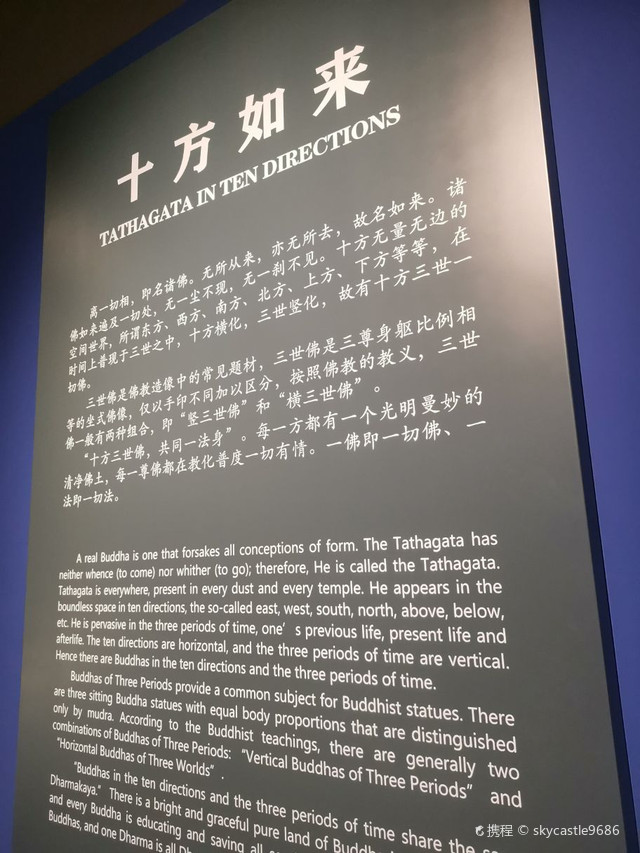 十方如来
TATHAGATA IN TEN DIRECTIONS
离一切相，即名诸佛。无所从来，亦无所去，故名如来。诸
佛如来遍及一切处，无一尘不现，无一刹不见。十方无量无边的
空间世界，所谓东方、西方、南方、北方、上方、下方等等，在
时间上普现于三世之中，十方横化，三世竖化，故有十方三世一
切佛。
三世佛是佛教造像中的常见题材，三世佛是三尊身躯比例相
等的坐式佛像，仅以手印不同加以区分，按照佛教的教义，三世
佛一般有两种组合，即“竖三世佛”和“横三世佛”。
“十方三世佛，共同一法身”。每一方都有一个光明曼妙的
清净佛土，每一尊佛都在教化普度一切有情。一佛即一切佛、一
法即一切法。
A real Buddha is one that forsakes all conceptions of form. The Tathagata has
neither whence (to come) nor whither (to go); therefore, He is called the Tathagata.
Tathagata is everywhere, present in every dust and every temple. He appears in the
boundless space in ten directions, the so-called east, west, south, north, above, below,
etc. He is pervasive in the three periods of time, one’s previous life, present life and
afterlife. The ten directions are horizontal, and the three periods of time are vertical.
Hence there are Buddhas in the ten directions and the three periods of time.
Buddhas of Three Periods provide a common subject for Buddhist statues. There
are three sitting Buddha statues with equal body proportions that are distinguished
only by mudra. According to the Buddhist teachings, there are generally two
combinations of Buddhas of Three Periods: “Vertical Buddhas of Three Periods” and
“Horizontal Buddhas of Three Worlds”.
“Buddhas in the ten directions and the three periods of time share the
Dharmakaya.” There is a bright and graceful pure land of
and every Buddha is educating and saving all
Buddhas, and one Dharma is all
携程 © skycastle9686